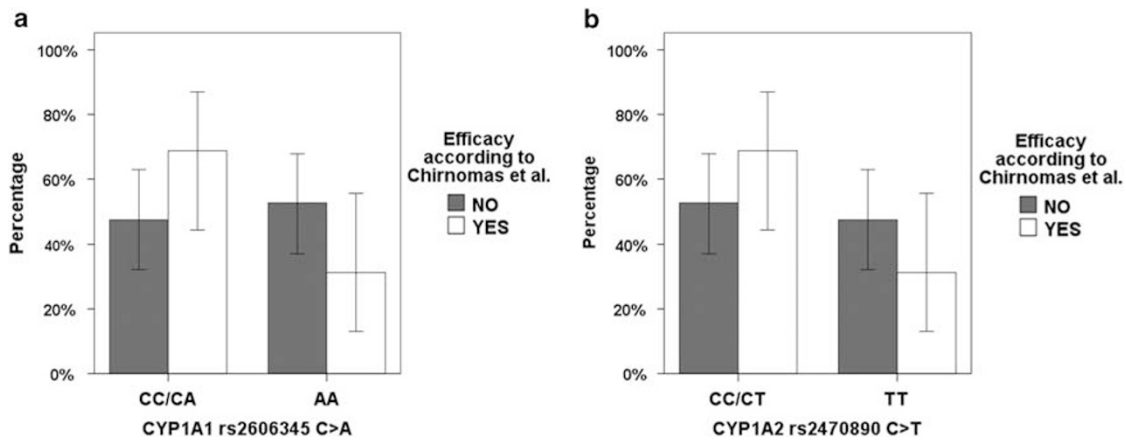 a
100%
80%
60%
40%
20%
0%
Percentage
CC/CA
AA
CYP1A1 rs2606345 C>A
Efficacy
according to
Chirnomas et al.
NO
YES
b
100%
80%
60%
40%
20%
0%
Percentage
CC/CT
TT
CYP1A2 rs2470890 C>T
Efficacy
according to
Chirnomas et al.
NO
YES